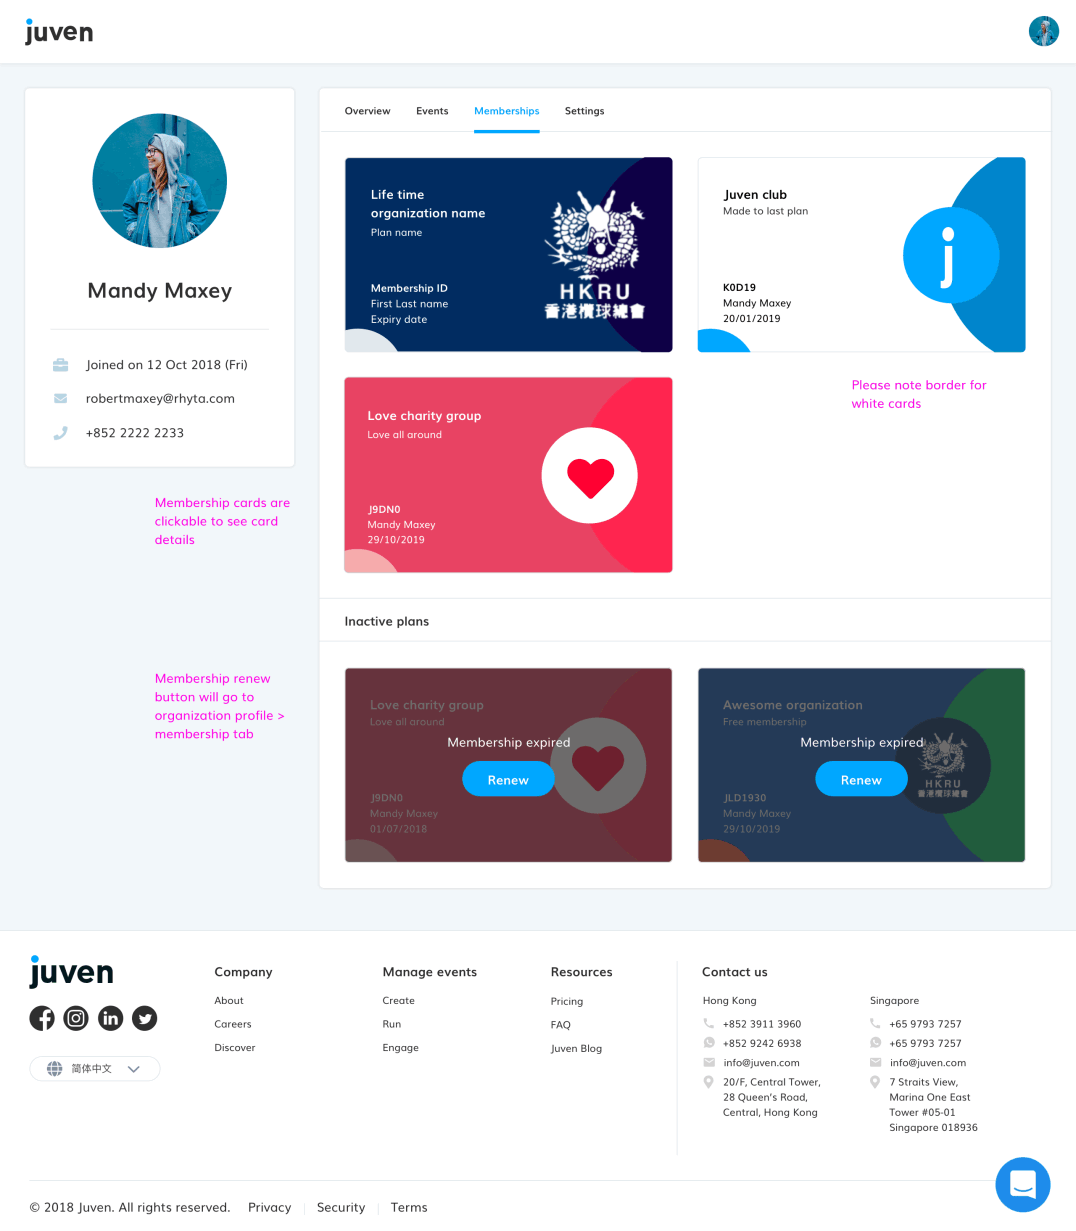 juven
Mandy Maxey
Joined on 12 Oct 2018 (Fri)
robertmaxey@rhyta.com
+852 2222 2233
Membership cards are
clickable to see card
details
Membership renew
button will go to
organization profile >
membership tab
Overview Events Memberships Settings
Life time
organization name
Plan name
Membership ID
First Last name
Expiry date
HKRU
香港欖球總會
Juven club
Made to last plan
K0D19
Mandy Maxey
20/01/2019
j
Love charity group
Love all around
J9DN0
Mandy Maxey
29/10/2019
Please note border for
white cards
Inactive plans
Love charity group
Love all around
Membership expired
Renew
J9DN0
Mandy Maxey
01/07/2018
Awesome organization
Free membership
Membership expired
Renew
JLD1930
Mandy Maxey
29/10/2019
HKRU
香港欖球總會
juven
简体中文
Company
About
Careers
Discover
Manage events
Create
Run
Engage
Resources
Pricing
FAQ
Juven Blog
Contact us
Hong Kong
+852 3911 3960
+852 9242 6938
info@juven.com
20/F, Central Tower,
28 Queen's Road,
Central, Hong Kong
Singapore
+65 9793 7257
+65 9793 7257
info@juven.com
7 Straits View,
Marina One East
Tower #05-01
Singapore 018936
© 2018 Juven. All rights reserved. Privacy Security Terms